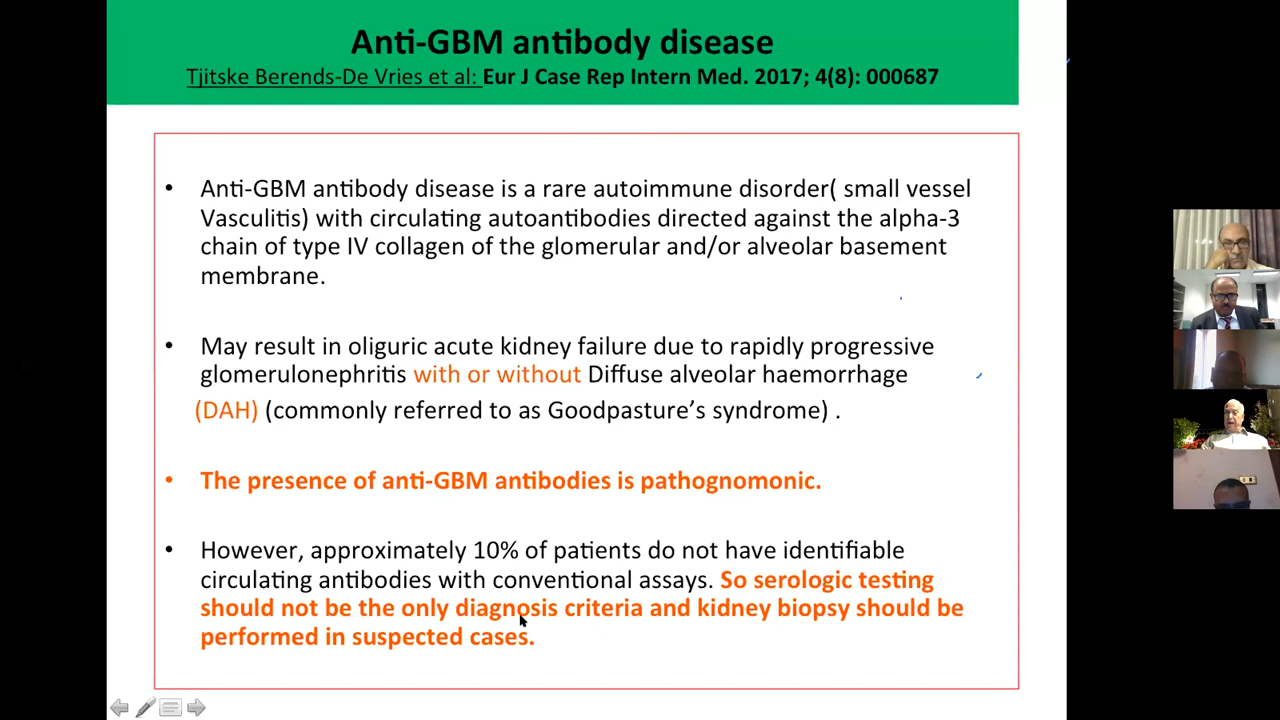 Anti-GBM antibody disease
Tjitske Berends-De Vries et al: Eur J Case Rep Intern Med. 2017; 4(8): 000687
• Anti-GBM antibody disease is a rare autoimmune disorder( small vessel
Vasculitis) with circulating autoantibodies directed against the alpha-3
chain of type IV collagen of the glomerular and/or alveolar basement
membrane.
• May result in oliguric acute kidney failure due to rapidly progressive
glomerulonephritis with or without Diffuse alveolar haemorrhage
(DAH) (commonly referred to as Goodpasture’s syndrome) .
• The presence of anti-GBM antibodies is pathognomonic.
• However, approximately 10% of patients do not have identifiable
circulating antibodies with conventional assays. So serologic testing
should not be the only diagnosis criteria and kidney biopsy should be
performed in suspected cases.